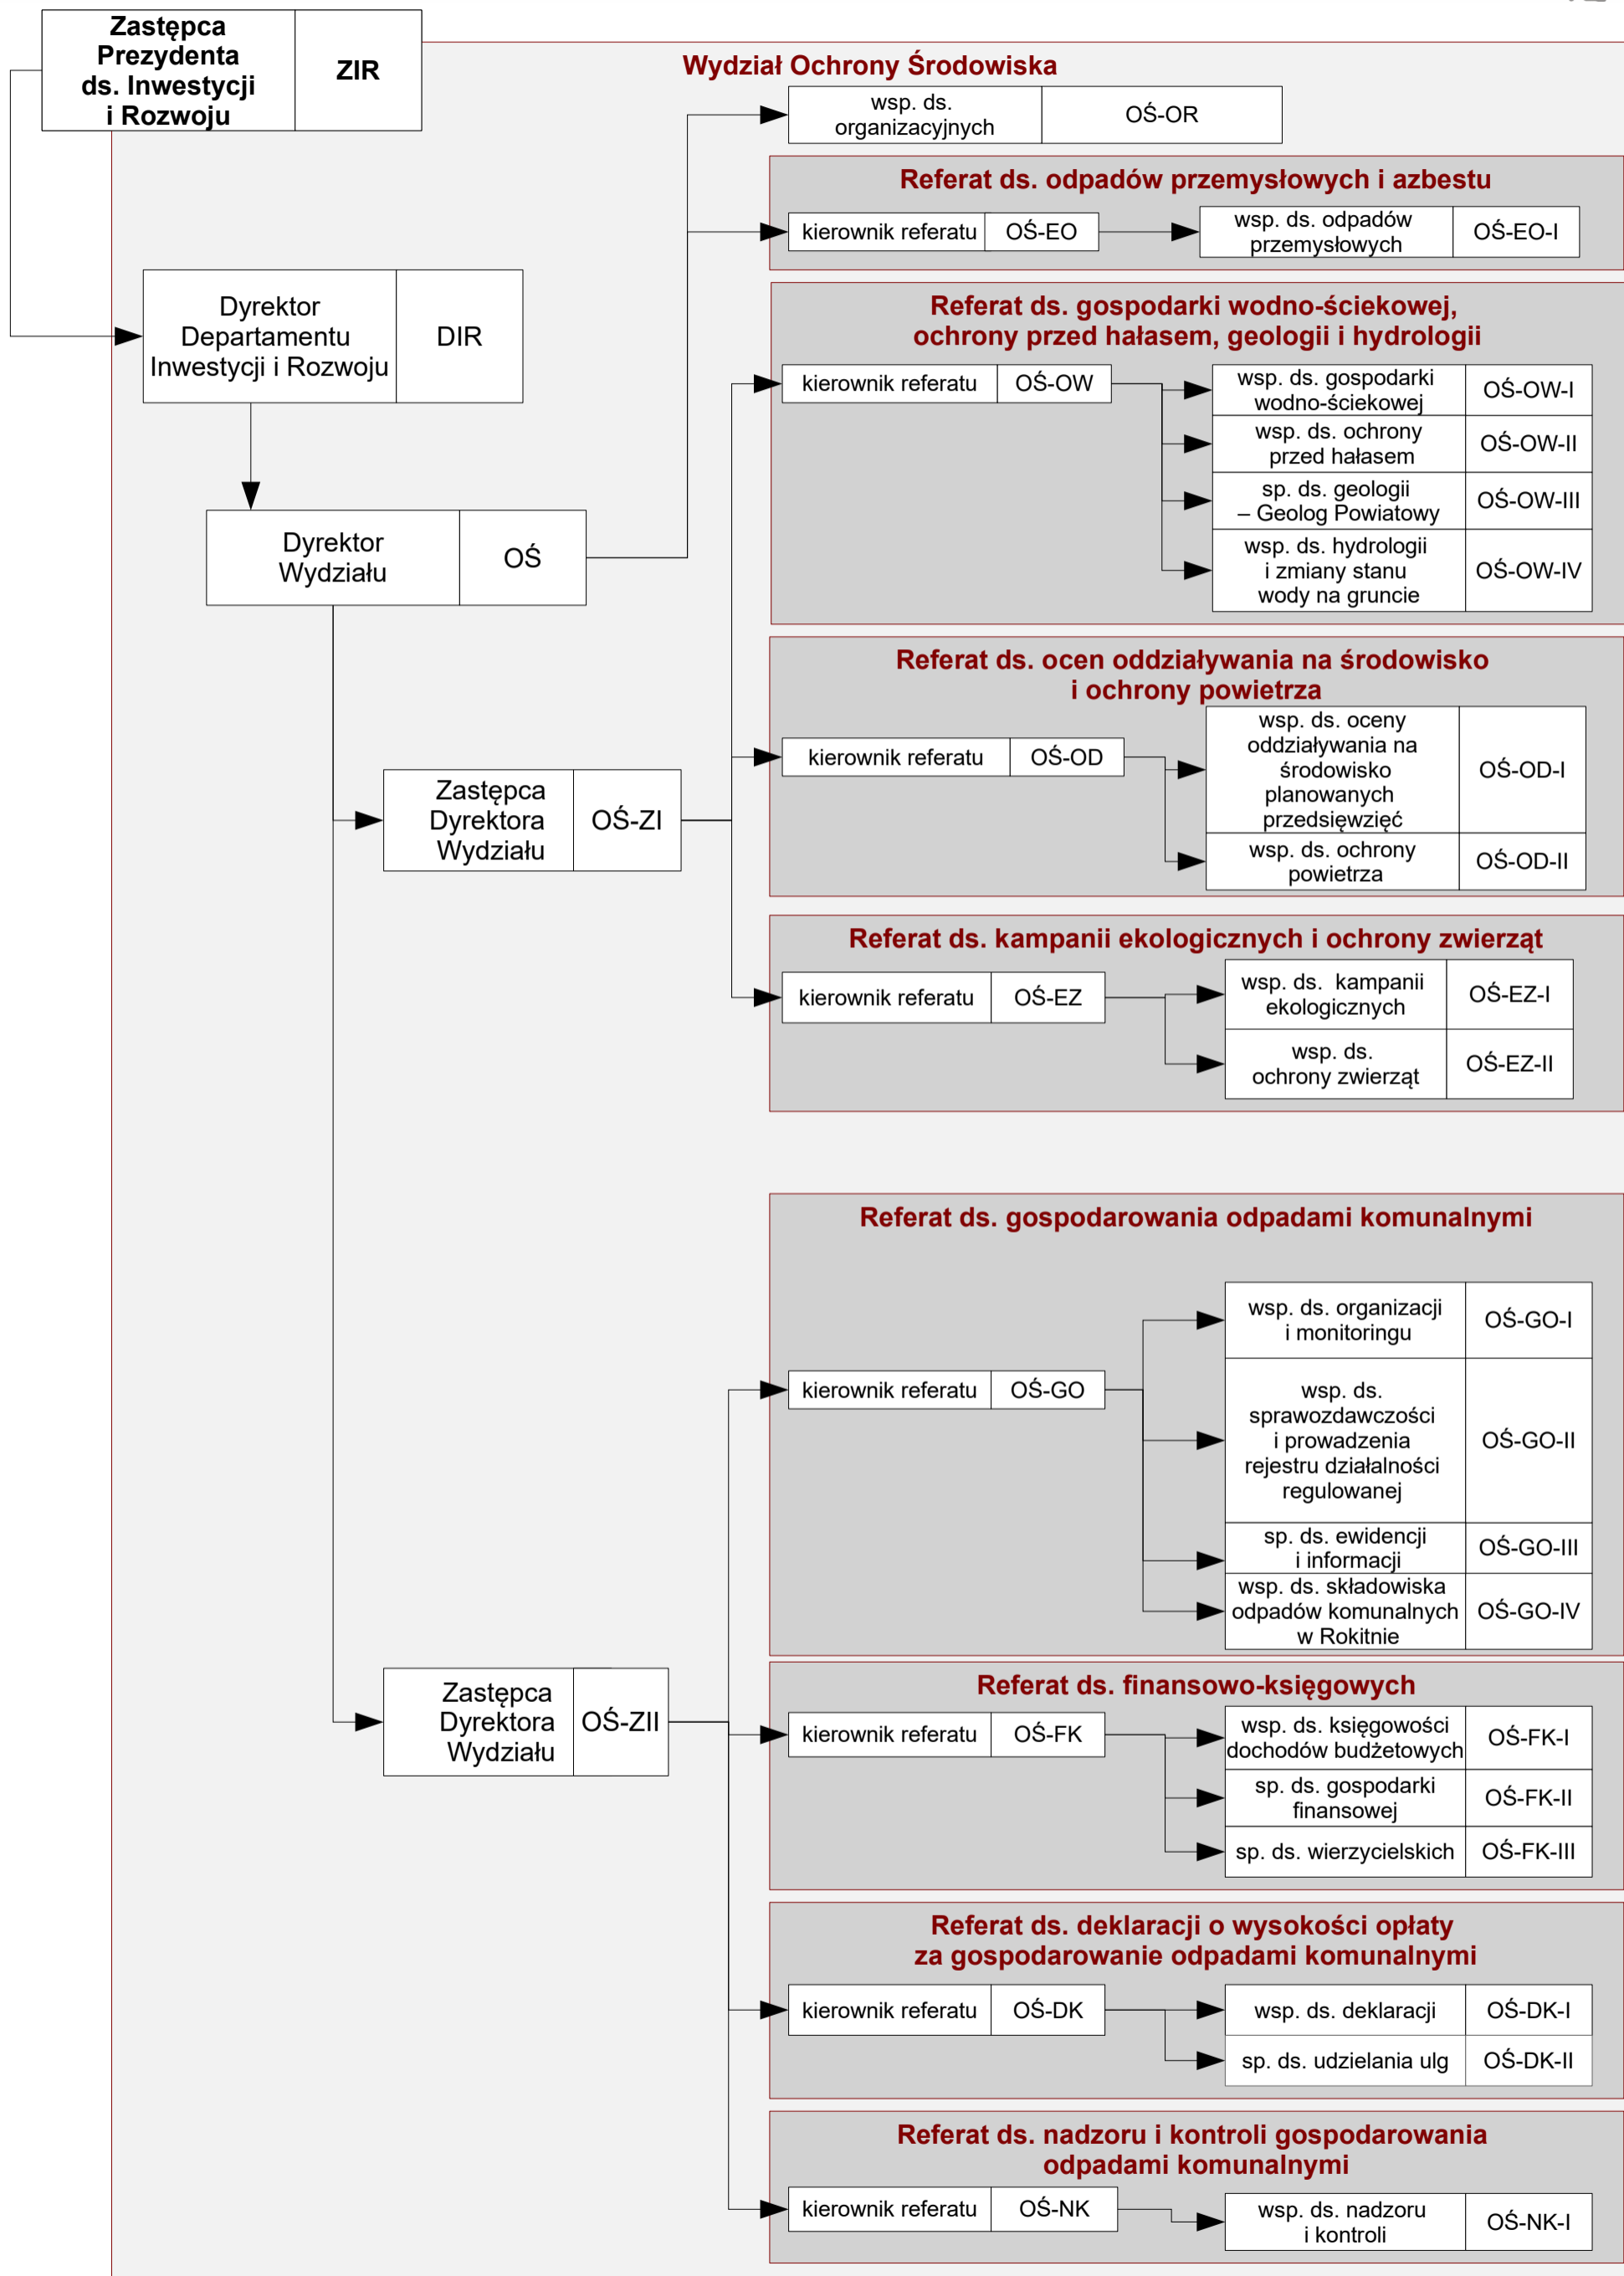 Zastępca
Prezydenta
ds. Inwestycji
i Rozwoju
ZIR
Wydział Ochrony Środowiska
wsp. ds.
organizacyjnych
OŚ-OR
Referat ds. odpadów przemysłowych i azbestu
kierownik referatu
OŚ-EO
wsp. ds. odpadów
przemysłowych
OŚ-EO-I
Dyrektor
Departamentu
Inwestycji i Rozwoju
DIR
Referat ds. gospodarki wodno-ściekowej,
ochrony przed hałasem, geologii i hydrologii
kierownik referatu
OŚ-OW
wsp. ds. gospodarki
wodno-ściekowej
OŚ-OW-I
wsp. ds. ochrony
przed hałasem
OŚ-OW-II
sp. ds. geologii
– Geolog Powiatowy
OŚ-OW-III
wsp. ds. hydrologii
i zmiany stanu
wody na gruncie
OŚ-OW-IV
Dyrektor
Wydziału
OŚ
Referat ds. ocen oddziaływania na środowisko
i ochrony powietrza
kierownik referatu
OŚ-OD
wsp. ds. oceny
oddziaływania na
środowisko
planowanych
przedsięwzięć
OŚ-OD-I
wsp. ds. ochrony
powietrza
OŚ-OD-II
Zastępca
Dyrektora
Wydziału
OŚ-ZI
Referat ds. kampanii ekologicznych i ochrony zwierząt
kierownik referatu
OŚ-EZ
wsp. ds. kampanii
ekologicznych
OŚ-EZ-I
wsp. ds.
ochrony zwierząt
OŚ-EZ-II
Referat ds. gospodarowania odpadami komunalnymi
kierownik referatu
OŚ-GO
wsp. ds. organizacji
i monitoringu
OŚ-GO-I
wsp. ds.
sprawozdawczości
i prowadzenia
rejestru działalności
regulowanej
OŚ-GO-II
sp. ds. ewidencji
i informacji
OŚ-GO-III
wsp. ds. składowiska
odpadów komunalnych
w Rokitnie
OŚ-GO-IV
Zastępca
Dyrektora
Wydziału
OŚ-ZII
Referat ds. finansowo-księgowych
kierownik referatu
OŚ-FK
wsp. ds. księgowości
dochodów budżetowych
OŚ-FK-I
sp. ds. gospodarki
finansowej
OŚ-FK-II
sp. ds. wierzycielskich
OŚ-FK-III
Referat ds. deklaracji o wysokości opłaty
za gospodarowanie odpadami komunalnymi
kierownik referatu
OŚ-DK
wsp. ds. deklaracji
OŚ-DK-I
sp. ds. udzielania ulg
OŚ-DK-II
Referat ds. nadzoru i kontroli gospodarowania
odpadami komunalnymi
kierownik referatu
OŚ-NK
wsp. ds. nadzoru
i kontroli
OŚ-NK-I